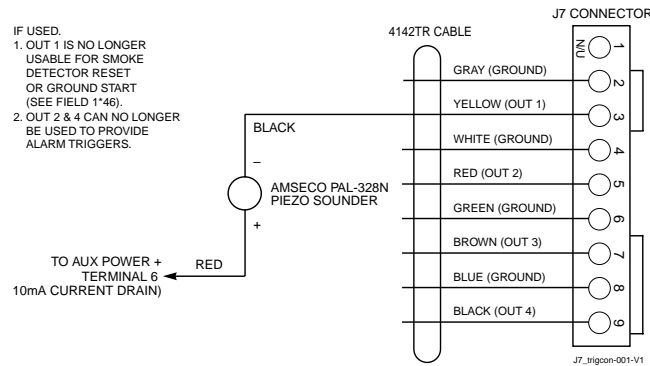 J7 CONNECTOR
4142TR CABLE
IF USED.
1. OUT 1 IS NO LONGER
USABLE FOR SMOKE
DETECTOR RESET
OR GROUND START
(SEE FIELD 1*46).
2. OUT 2 & 4 CAN NO LONGER
BE USED TO PROVIDE
ALARM TRIGGERS.
N/U
1
GRAY (GROUND)
2
YELLOW (OUT 1)
3
BLACK
WHITE (GROUND)
4
–
RED (OUT 2)
5
AMSECO PAL-328N
PIEZO SOUNDER
GREEN (GROUND)
6
+
BROWN (OUT 3)
7
TO AUX POWER +
TERMINAL 6
10mA CURRENT DRAIN)
RED
BLUE (GROUND)
8
BLACK (OUT 4)
9
J7_trigcon-001-V1